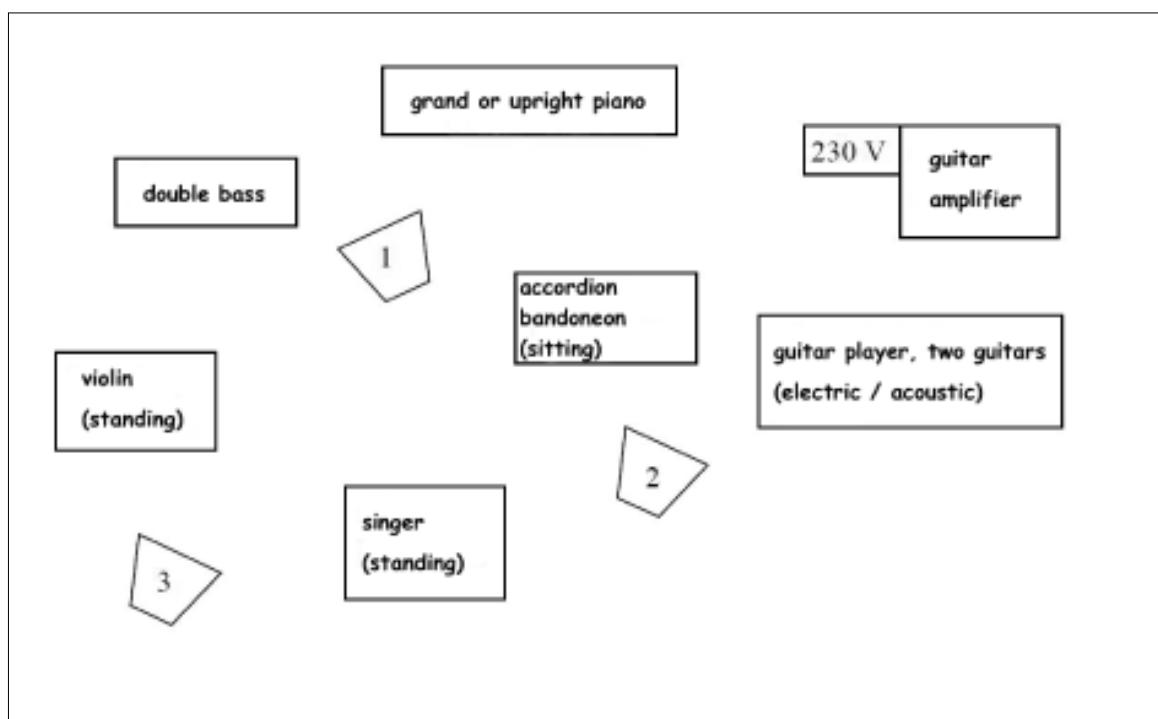 grand or upright piano
230 V
guitar
amplifier
double bass
1
accordion
bandoneon
(sitting)
guitar player, two guitars
(electric / acoustic)
violin
(standing)
2
singer
(standing)
3